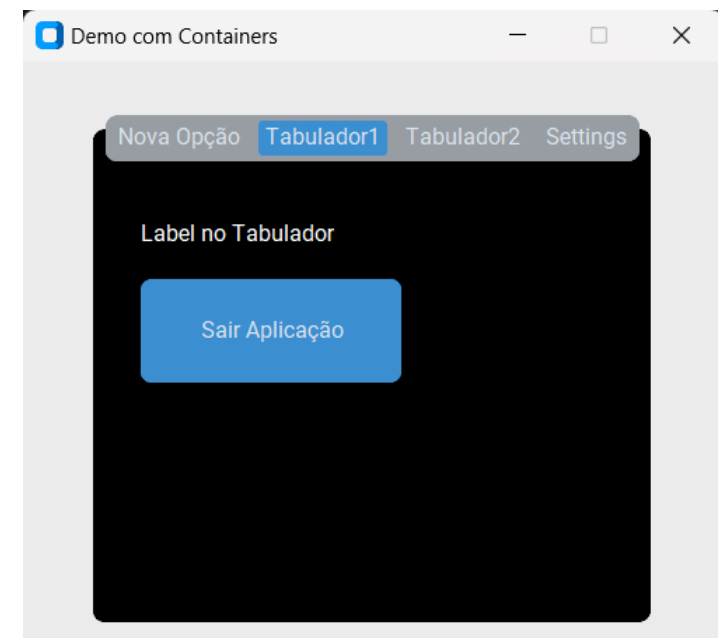 Demo com Containers
Nova Opção Tabulador1 Tabulador2 Settings
Label no Tabulador
Sair Aplicação